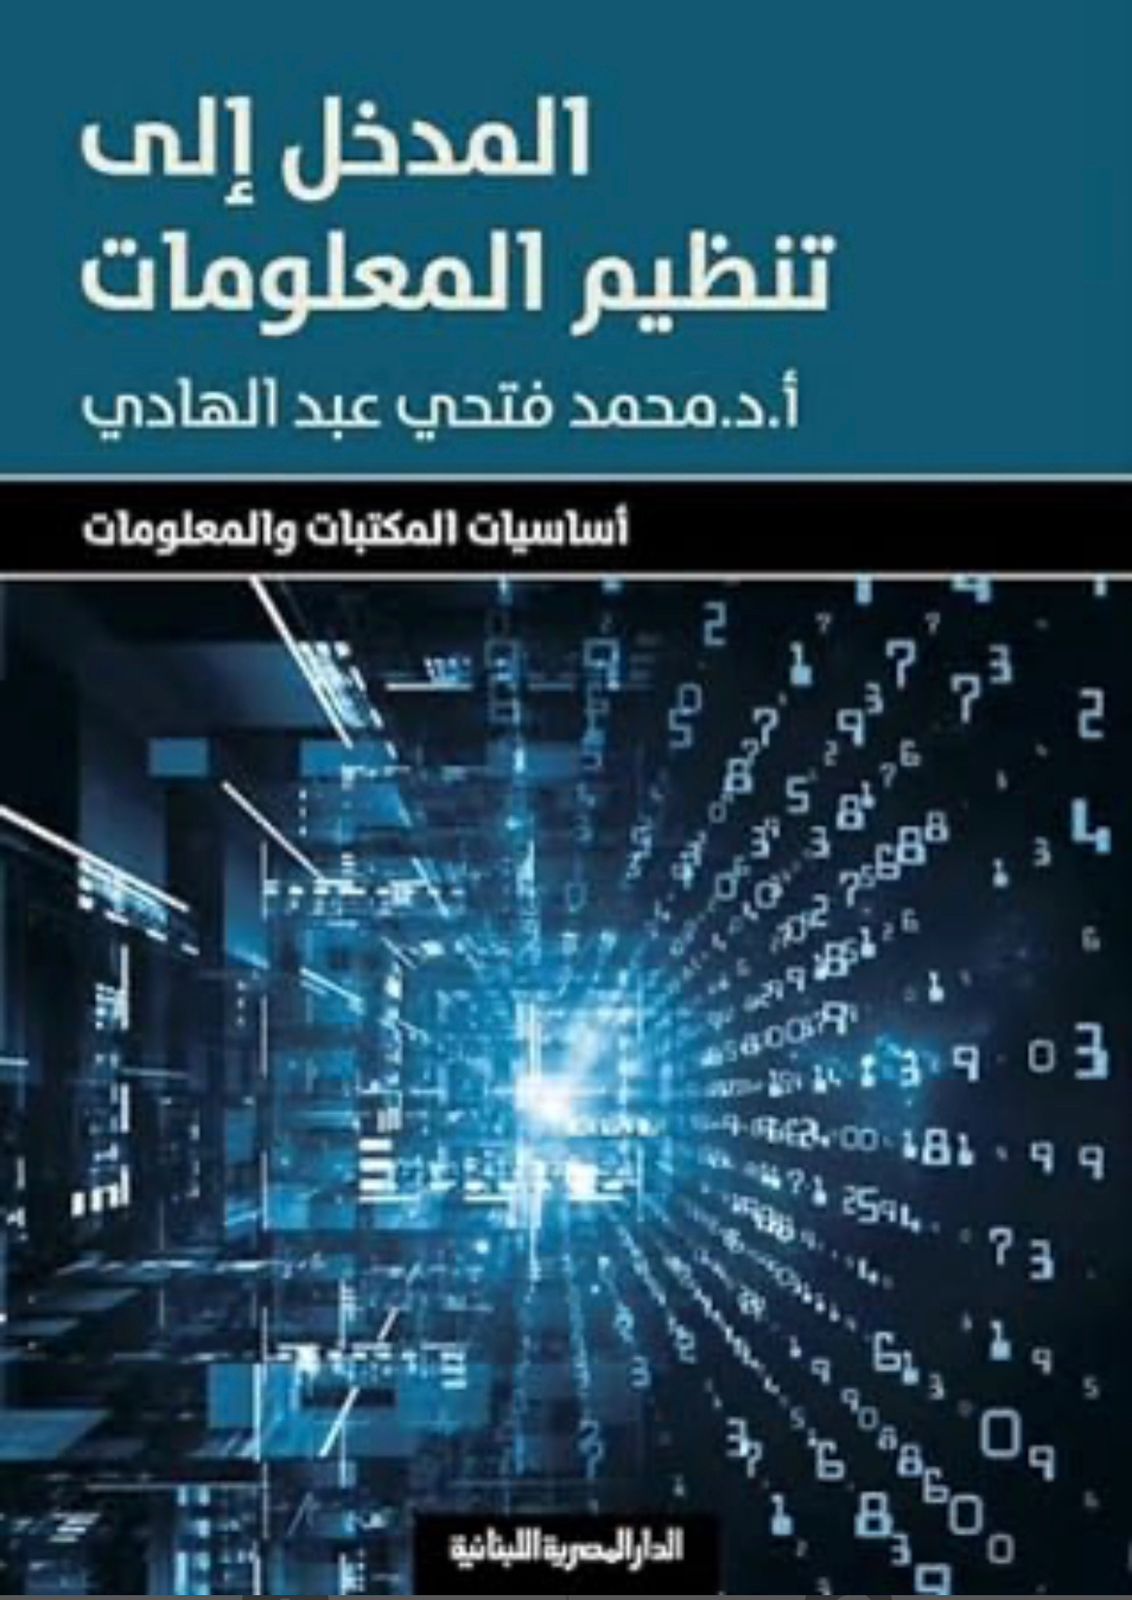 المدخل إلى
تنظيم المعلومات
أ.د.محمد فتحي عبد الهادي
أساسيات المكتبات والمعلومات
الدار المصرية اللبنانية